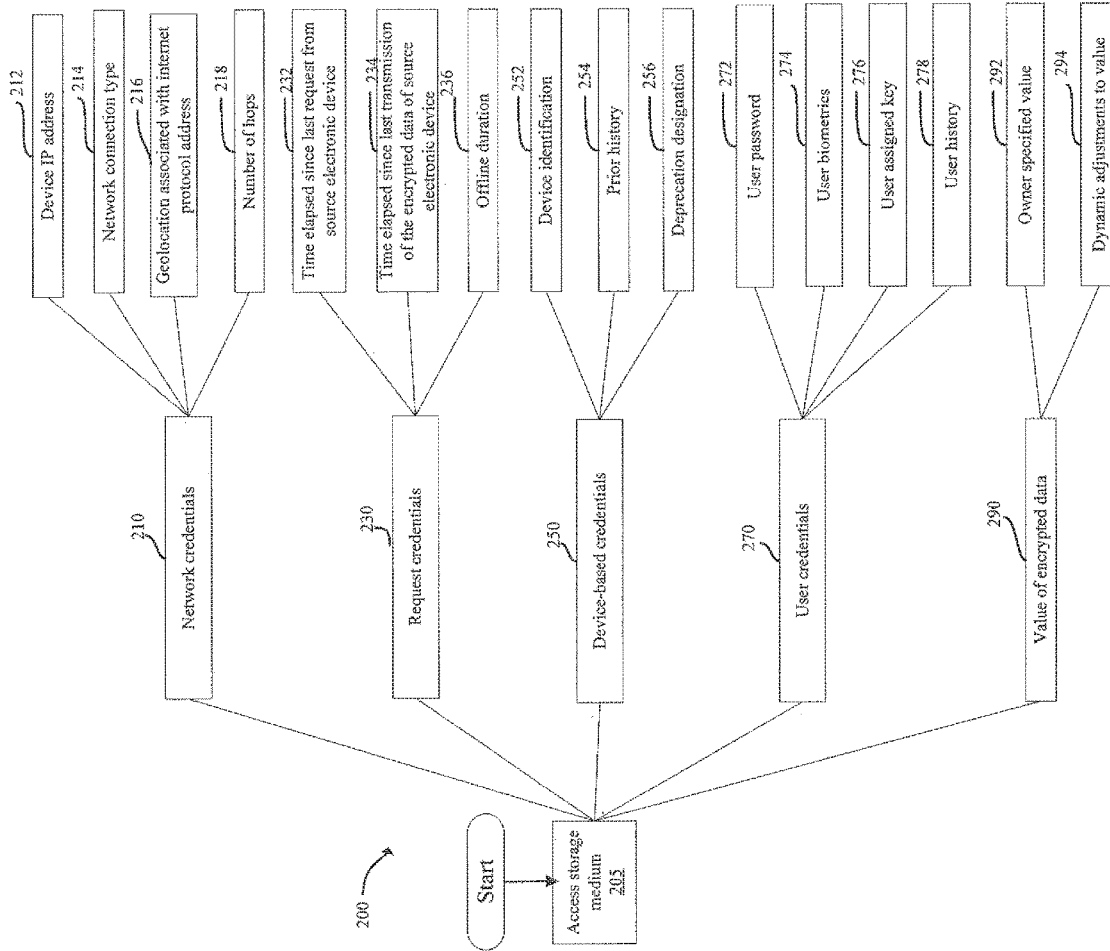 200
Start
Access storage
medium
205
210
Network credentials
212
Device IP address
214
Network connection type
216
Geolocation associated with internet
protocol address
218
Number of hops
230
Request credentials
232
Time elapsed since last request from
source electronic device
234
Time elapsed since last transmission
of the encrypted data of source
electronic device
236
Offline duration
250
Device-based credentials
252
Device identification
254
Prior history
256
Deprecation designation
270
User credentials
272
User password
274
User biometrics
276
User assigned key
278
User history
290
Value of encrypted data
292
Owner specified value
294
Dynamic adjustments to value